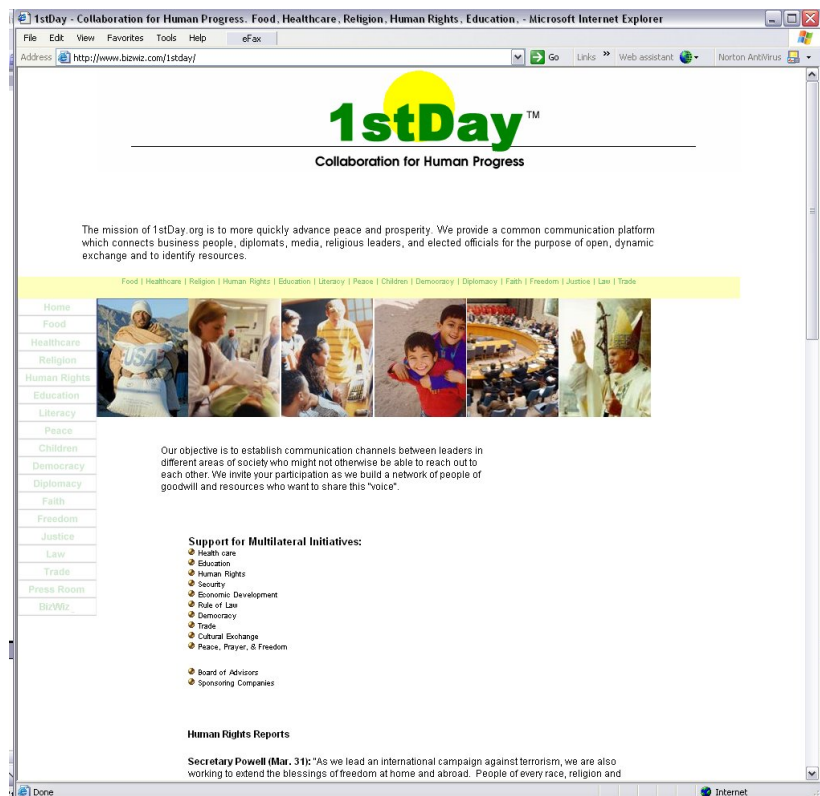 1stDay - Collaboration for Human Progress. Food, Healthcare, Religion, Human Rights, Education, - Microsoft Internet Explorer
File Edit View Favorites Tools Help eFax
Address http://www.bizwiz.com/1stday/ Go Links » Web assistant Norton AntiVirus
1stDay™
Collaboration for Human Progress
The mission of 1stDay.org is to more quickly advance peace and prosperity. We provide a common communication platform
which connects business people, diplomats, media, religious leaders, and elected officials for the purpose of open, dynamic
exchange and to identify resources.
Food | Healthcare | Religion | Human Rights | Education | Literacy | Peace | Children | Democracy | Diplomacy | Faith | Freedom | Justice | Law | Trade
Home
Food
Healthcare
Religion
Human Rights
Education
Literacy
Peace
Children
Democracy
Diplomacy
Faith
Freedom
Justice
Law
Trade
Press Room
BizWiz
USA
Our objective is to establish communication channels between leaders in
different areas of society who might not otherwise be able to reach out to
each other. We invite your participation as we build a network of people of
goodwill and resources who want to share this "voice".
Support for Multilateral Initiatives:
Health care
Education
Human Rights
Security
Economic Development
Rule of Law
Democracy
Trade
Cultural Exchange
Peace, Prayer, & Freedom
Board of Advisors
Sponsoring Companies
Human Rights Reports
Secretary Powell (Mar. 31): "As we lead an international campaign against terrorism, we are also
working to extend the blessings of freedom at home and abroad. People of every race, religion and
Done Internet